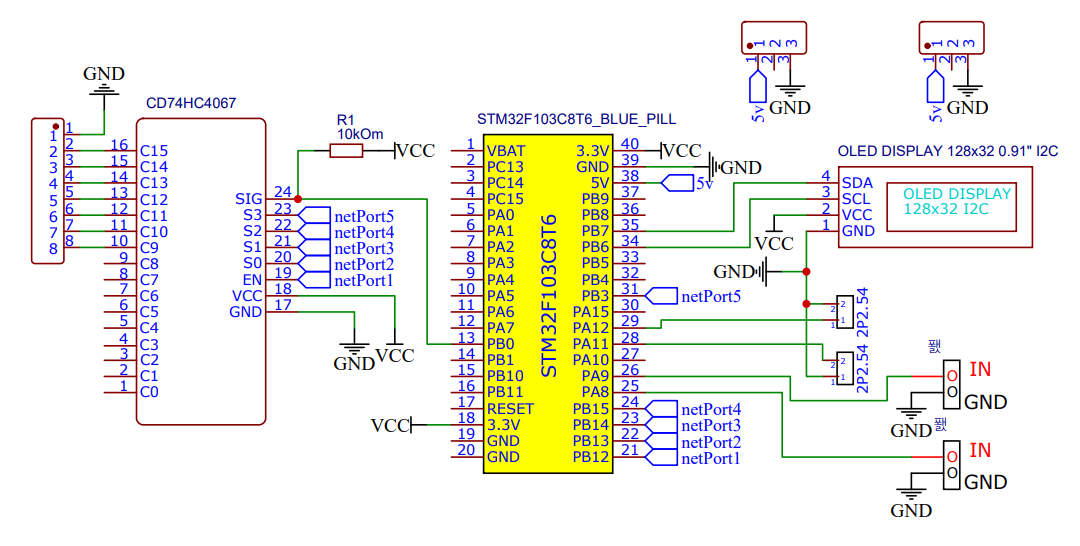 1 2 3
1 2 3
5v
GND
1 2 3
1 2 3
5v
GND
GND
1 1
2 2
3 3
4 4
5 5
6 6
7 7
8 8
CD74HC4067
16 C15
15 C14
14 C13
13 C12
12 C11
11 C10
10 C9
9 C8
8 C7
7 C6
6 C5
5 C4
4 C3
3 C2
2 C1
1 C0
SIG 24
S3 23 netPort5
S2 22 netPort4
S1 21 netPort3
S0 20 netPort2
EN 19 netPort1
VCC 18
GND 17
GND
VCC
R1
10kOm
VCC
STM32F103C8T6_BLUE_PILL
STM32F103C8T6
1 VBAT
2 PC13
3 PC14
4 PC15
5 PA0
6 PA1
7 PA2
8 PA3
9 PA4
10 PA5
11 PA6
12 PA7
13 PB0
14 PB1
15 PB10
16 PB11
17 RESET
VCC 18 3.3V
19 GND
20 GND
3.3V 40 VCC
GND 39 GND
5V 38 5v
PB9 37
PB8 36
PB7 35
PB6 34
PB5 33
PB4 32
PB3 31 netPort5
PA15 30
PA12 29
PA11 28
PA10 27
PA9 26
PA8 25
PB15 24 netPort4
PB14 23 netPort3
PB13 22 netPort2
PB12 21 netPort1
OLED DISPLAY 128x32 0.91" I2C
4 SDA
3 SCL
2 VCC
1 GND
OLED DISPLAY
128x32 I2C
VCC
GND
2 2
1 1
2P2.54
2 2
1 1
2P2.54
IN
GND
GND
IN
GND
GND